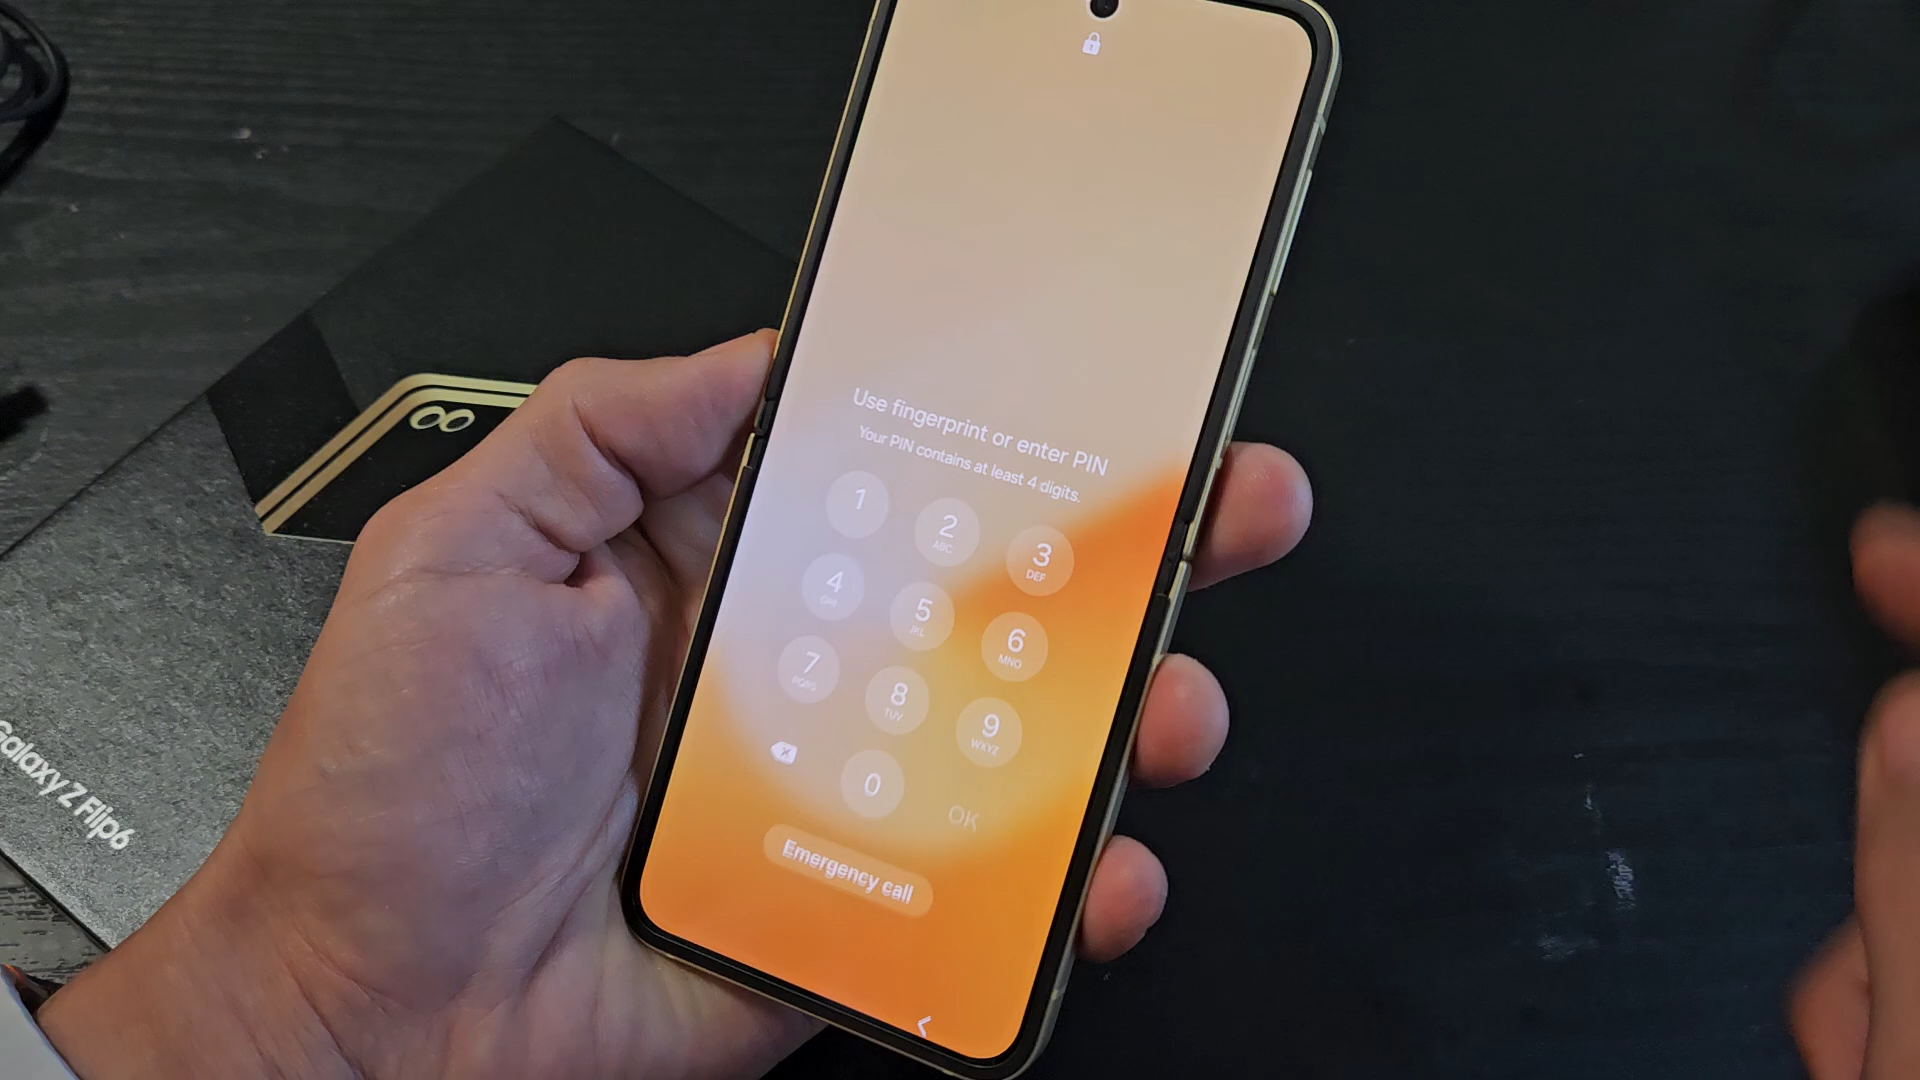 Use fingerprint or enter PIN
Your PIN contains at least 4 digits.
1
2
ABC
3
DEF
4
GHI
5
JKL
6
MNO
7
PQRS
8
TUV
9
WXYZ
0
OK
Emergency call
Galaxy Z Flip6